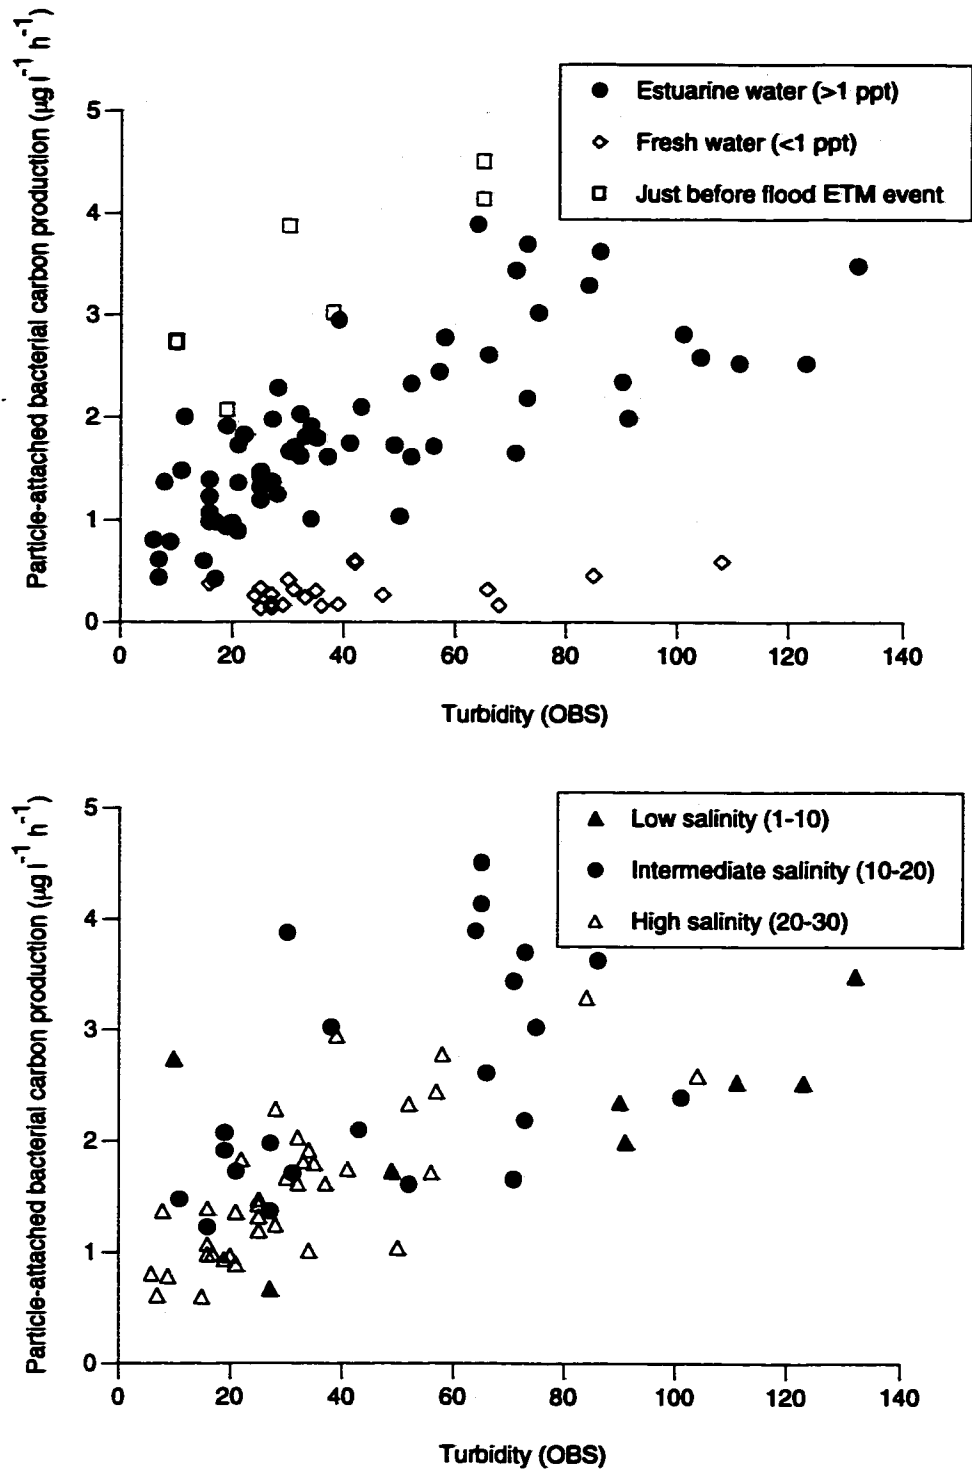 Particle-attached bacterial carbon production (µg l⁻¹ h⁻¹)
5
4
3
2
1
0
Estuarine water (>1 ppt)
Fresh water (<1 ppt)
Just before flood ETM event
0 20 40 60 80 100 120 140
Turbidity (OBS)
Particle-attached bacterial carbon production (µg l⁻¹ h⁻¹)
5
4
3
2
1
0
Low salinity (1-10)
Intermediate salinity (10-20)
High salinity (20-30)
0 20 40 60 80 100 120 140
Turbidity (OBS)